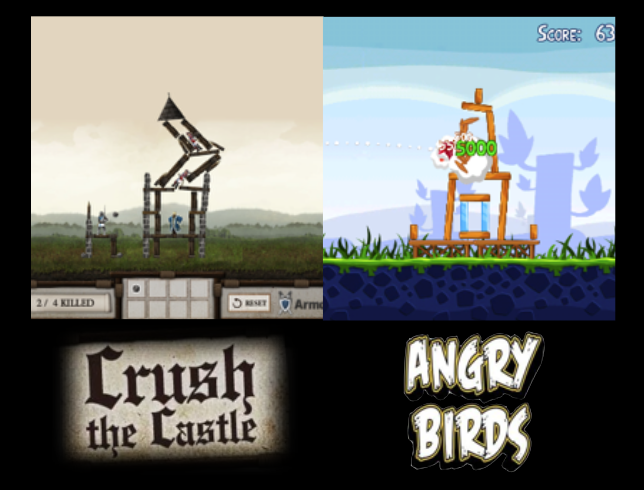 SCORE: 63
5000
2/ 4 KILLED
RESET
Armo
Crush
the Castle
ANGRY
BIRDS